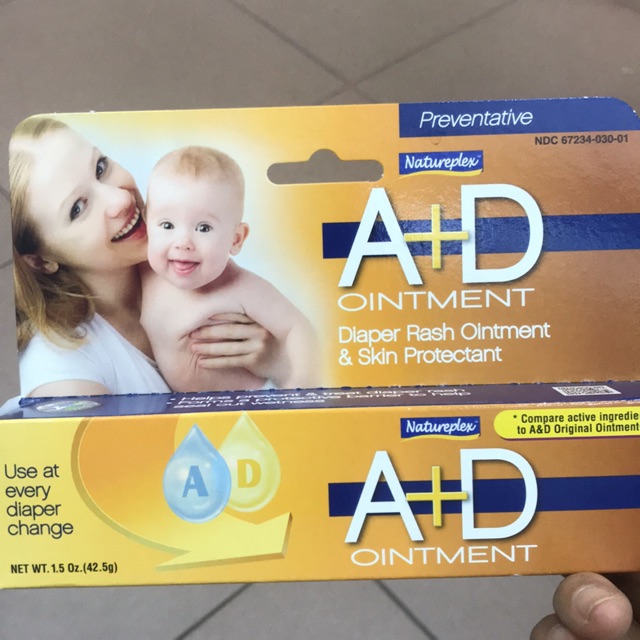 Preventative
NDC 67234-030-01
Natureplex
A+D
OINTMENT
Diaper Rash Ointment
& Skin Protectant
Natureplex
* Compare active ingredie
to A&D Original Ointment
Use at
every
diaper
change
A D
A+D
OINTMENT
NET WT. 1.5 Oz.(42.5g)